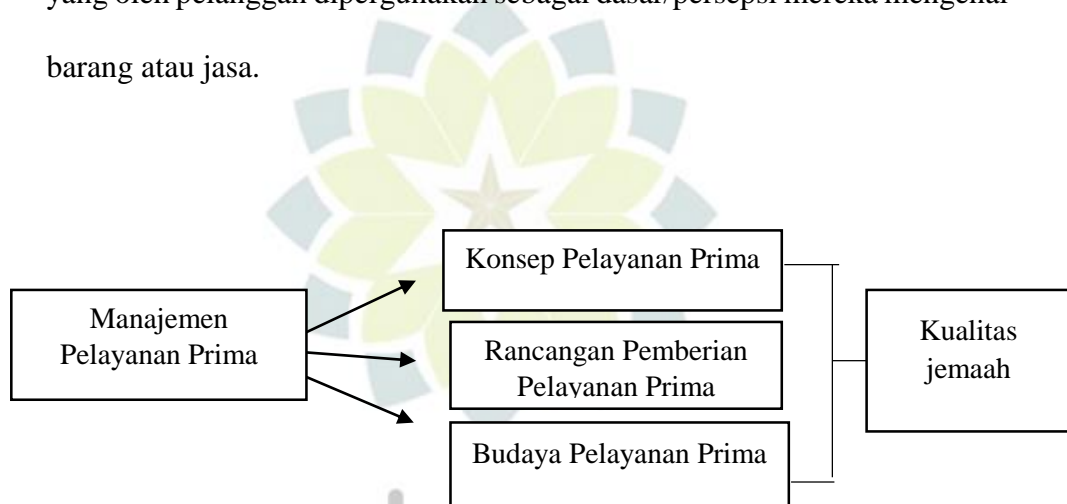 yang oleh pelanggan dipergunakan sebagai dasar/persepsi mereka mengenai
barang atau jasa.
Manajemen
Pelayanan Prima
Konsep Pelayanan Prima
Rancangan Pemberian
Pelayanan Prima
Budaya Pelayanan Prima
Kualitas
jemaah